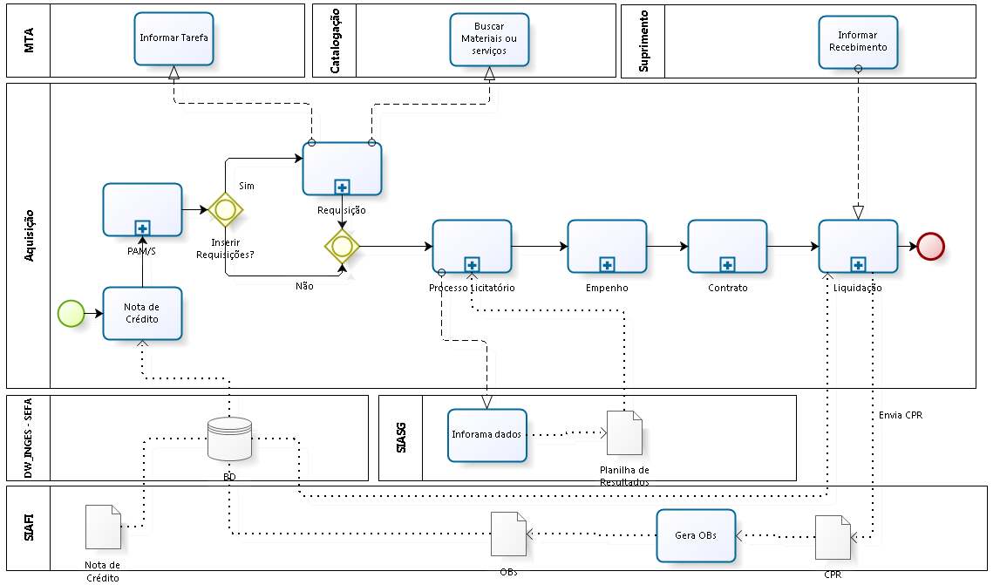 MTA
Informar Tarefa
Catalogação
Buscar
Materiais ou
serviços
Suprimento
Informar
Recebimento
Aquisição
Sim
Requisição
PAM/S
Inserir
Requisições?
Não
Nota de
Crédito
Processo Licitatório
Empenho
Contrato
Liquidação
DW_INGES - SEFA
BD
SIASG
Inforama dados
Planilha de
Resultados
Envia CPR
SIAFI
Nota de
Crédito
OBs
Gera OBs
CPR